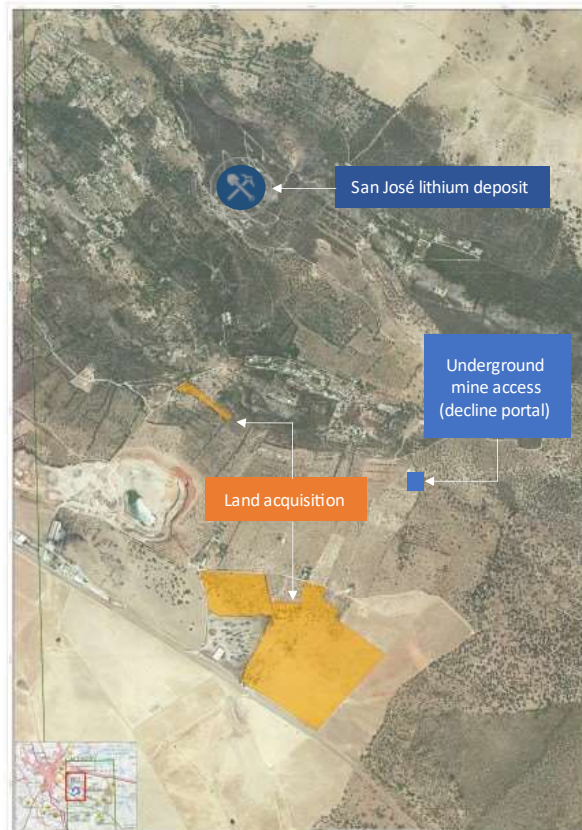 San José lithium deposit
Underground
mine access
(decline portal)
Land acquisition